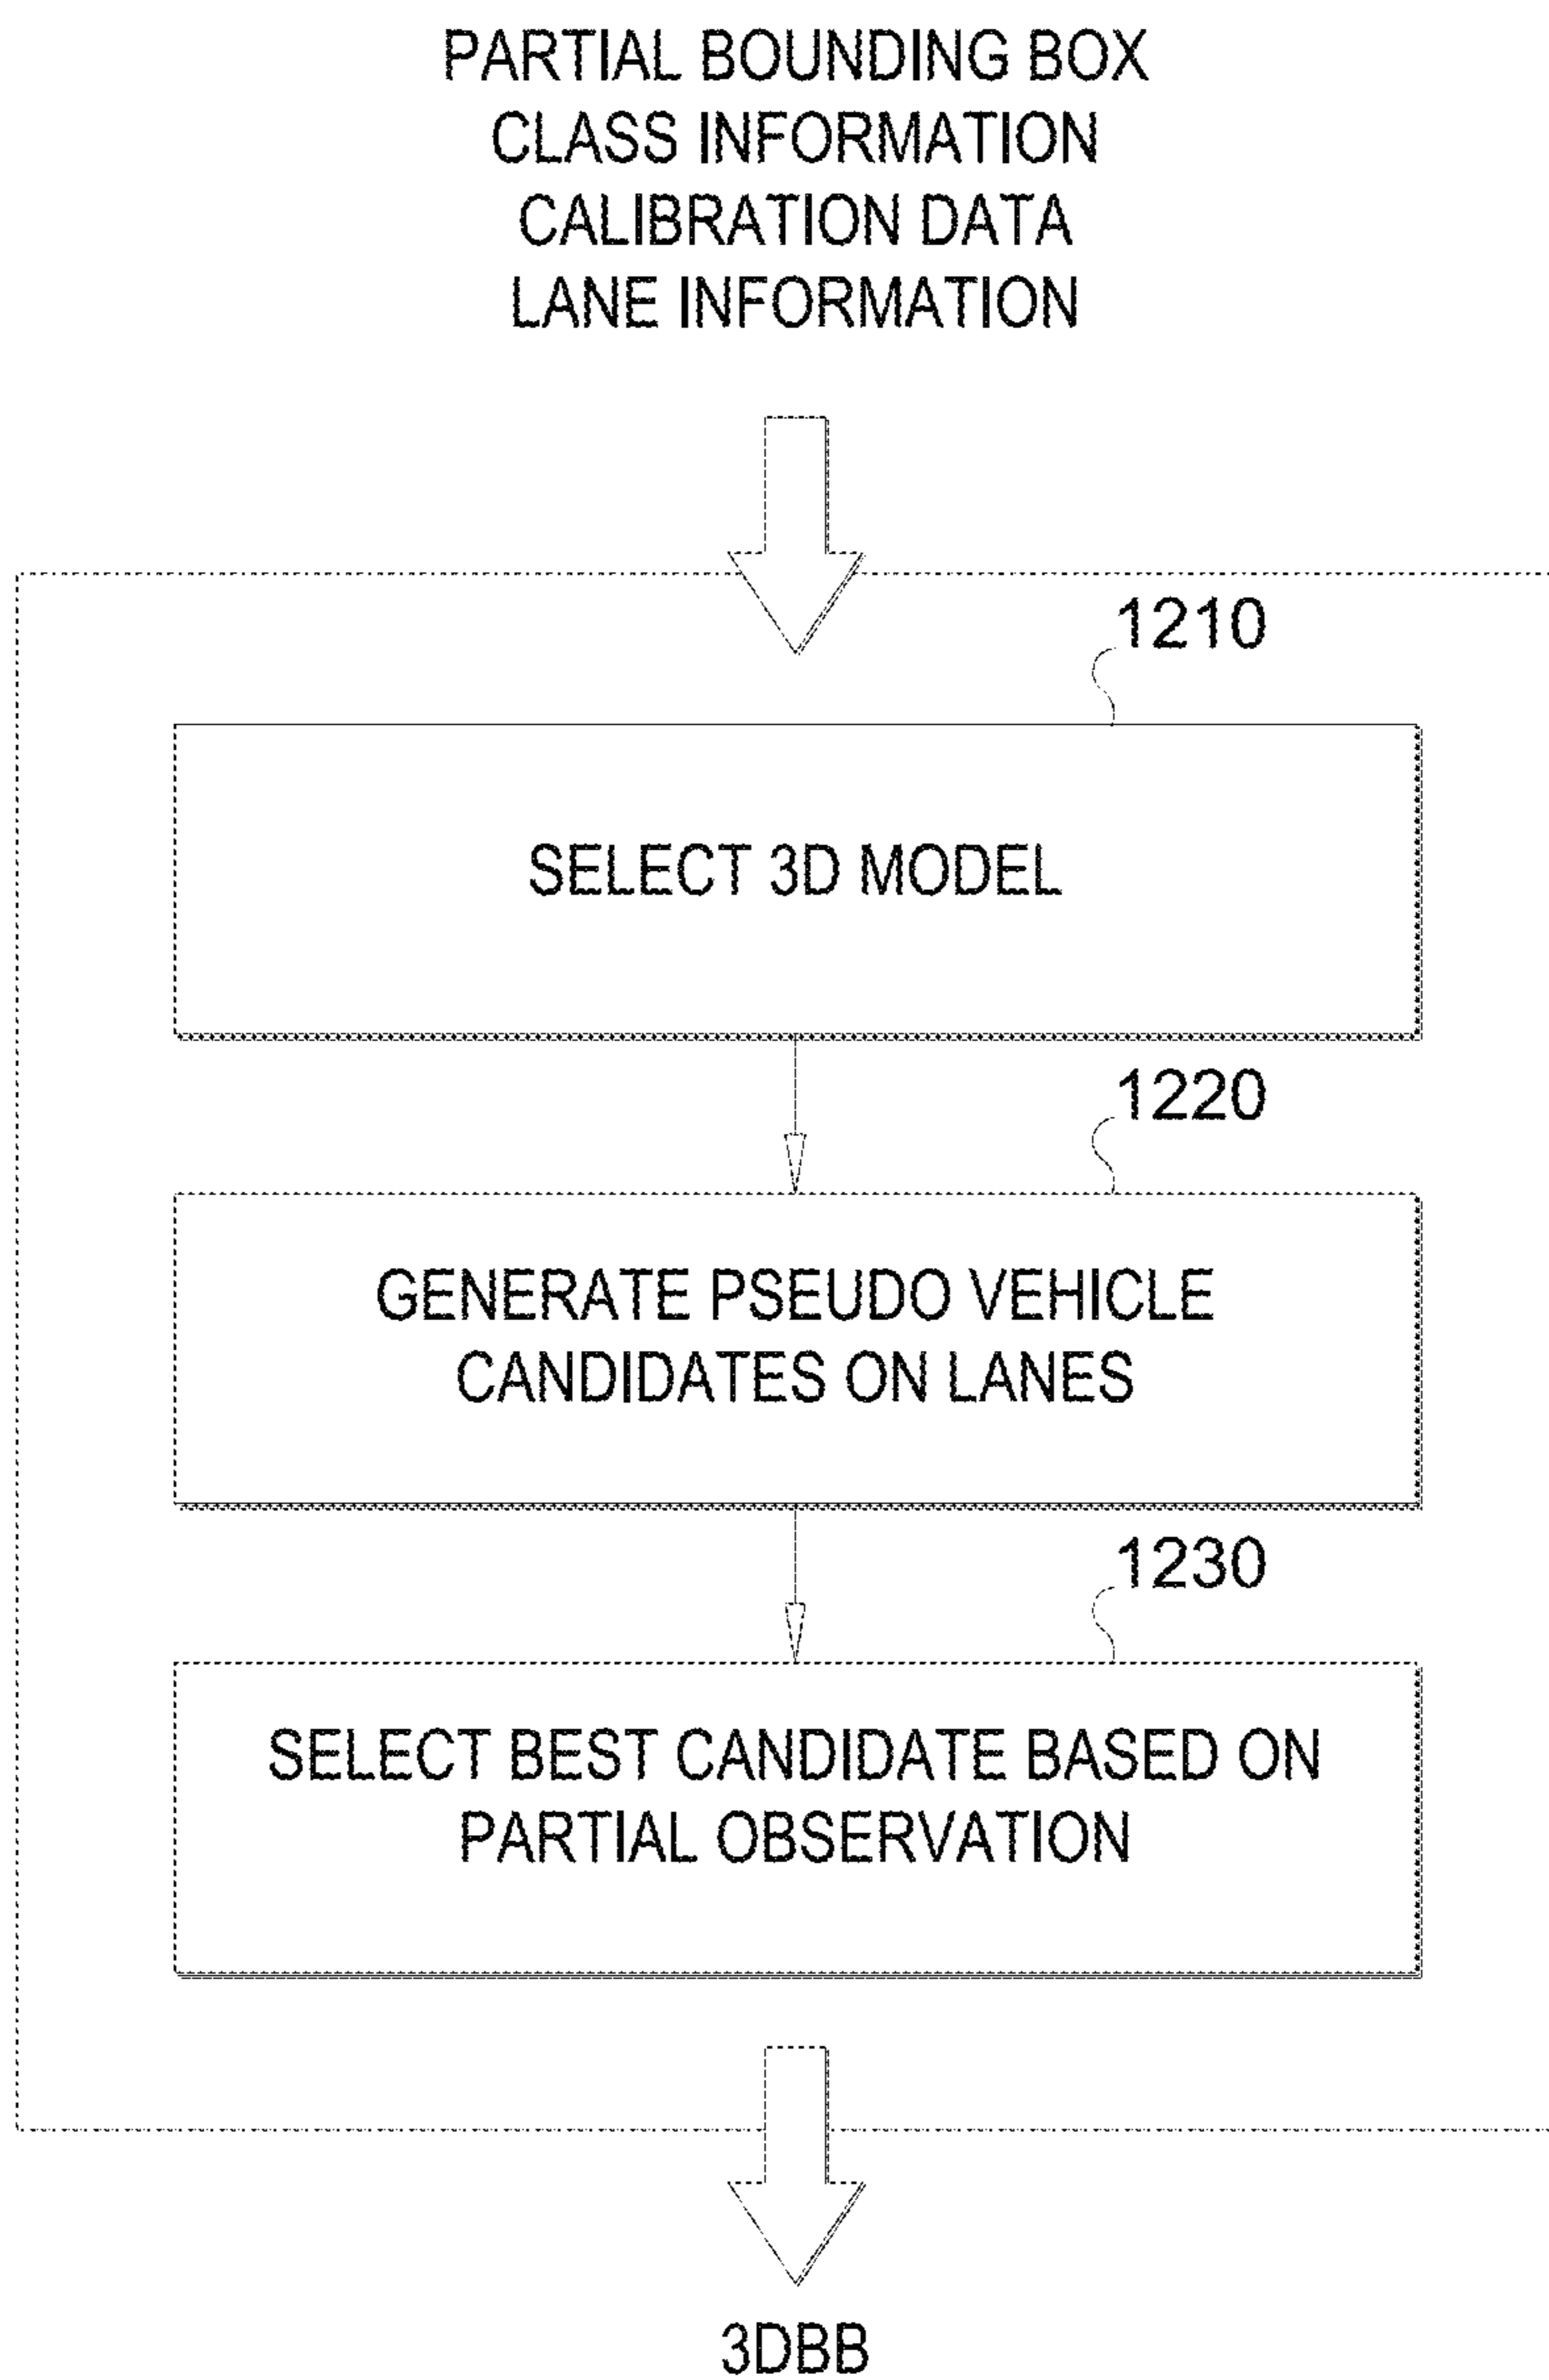 PARTIAL BOUNDING BOX
CLASS INFORMATION
CALIBRATION DATA
LANE INFORMATION
1210
SELECT 3D MODEL
1220
GENERATE PSEUDO VEHICLE
CANDIDATES ON LANES
1230
SELECT BEST CANDIDATE BASED ON
PARTIAL OBSERVATION
3DBB